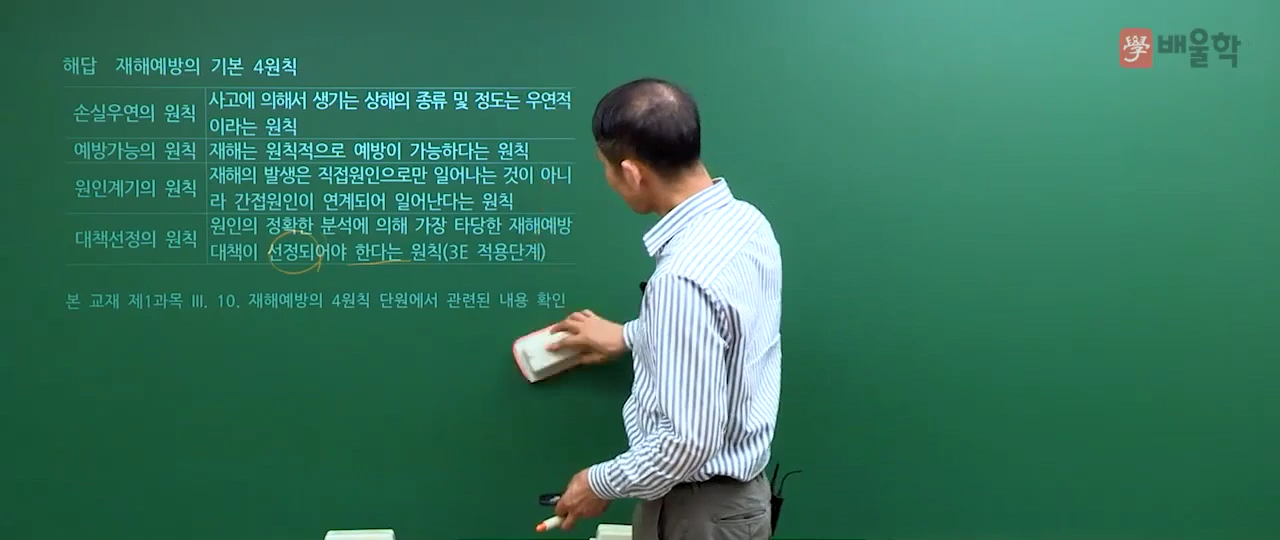 學 배울학
해답 재해예방의 기본 4원칙
손실우연의 원칙 사고에 의해서 생기는 상해의 종류 및 정도는 우연적
이라는 원칙
예방가능의 원칙 재해는 원칙적으로 예방이 가능하다는 원칙
원인계기의 원칙 재해의 발생은 직접원인으로만 일어나는 것이 아니
라 간접원인이 연계되어 일어난다는 원칙
대책선정의 원칙 원인의 정확한 분석에 의해 가장 타당한 재해예방
대책이 선정되어야 한다는 원칙(3E 적용단계)
본 교재 제1과목 III. 10. 재해예방의 4원칙 단원에서 관련된 내용 확인